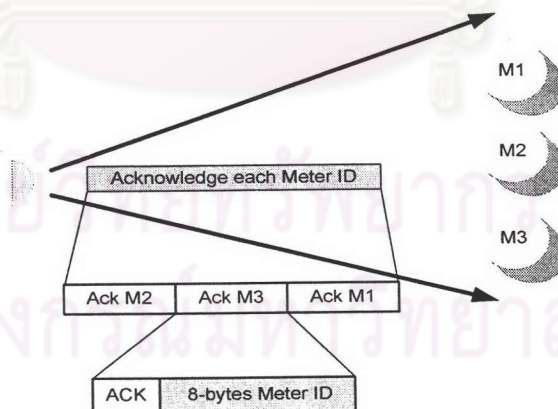 M1
M2
M3
Acknowledge each Meter ID
Ack M2 Ack M3 Ack M1
ACK 8-bytes Meter ID